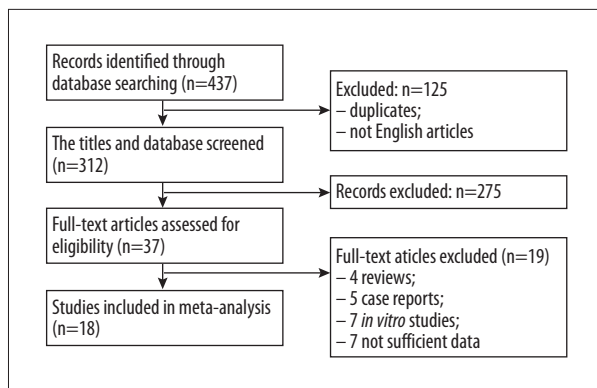 Records identified through
database searching (n=437)
Excluded: n=125
– duplicates;
– not English articles
The titles and database screened
(n=312)
Records excluded: n=275
Full-text articles assessed for
eligibility (n=37)
Full-text aticles excluded (n=19)
– 4 reviews;
– 5 case reports;
– 7 in vitro studies;
– 7 not sufficient data
Studies included in meta-analysis
(n=18)